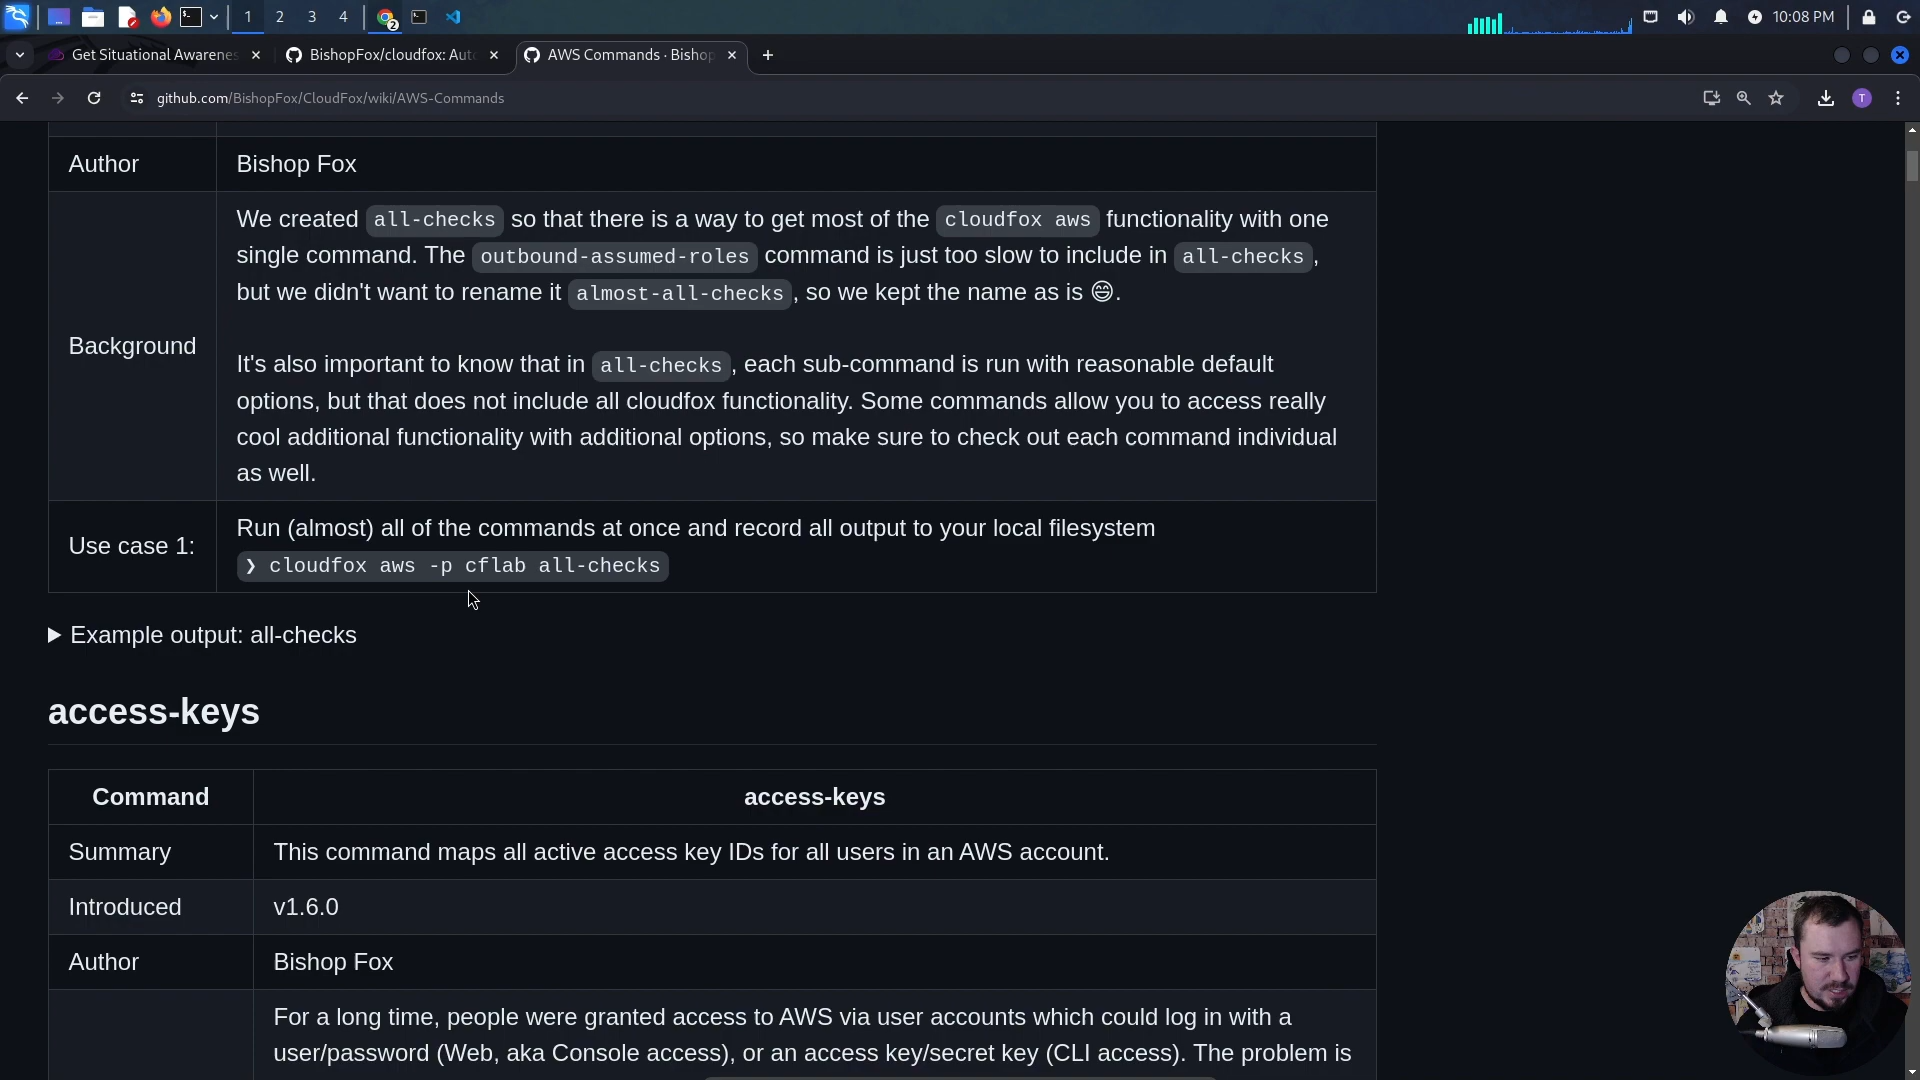 1 2 3 4 2 10:08 PM
Get Situational Awarenes BishopFox/cloudfox: Auto AWS Commands · Bishop
github.com/BishopFox/CloudFox/wiki/AWS-Commands T
Author Bishop Fox
We created all-checks so that there is a way to get most of the cloudfox aws functionality with one
single command. The outbound-assumed-roles command is just too slow to include in all-checks ,
but we didn't want to rename it almost-all-checks , so we kept the name as is 😄.
Background
It's also important to know that in all-checks , each sub-command is run with reasonable default
options, but that does not include all cloudfox functionality. Some commands allow you to access really
cool additional functionality with additional options, so make sure to check out each command individual
as well.
Use case 1:
Run (almost) all of the commands at once and record all output to your local filesystem
❯ cloudfox aws -p cflab all-checks
▶ Example output: all-checks
access-keys
Command access-keys
Summary This command maps all active access key IDs for all users in an AWS account.
Introduced v1.6.0
Author Bishop Fox
For a long time, people were granted access to AWS via user accounts which could log in with a
user/password (Web, aka Console access), or an access key/secret key (CLI access). The problem is